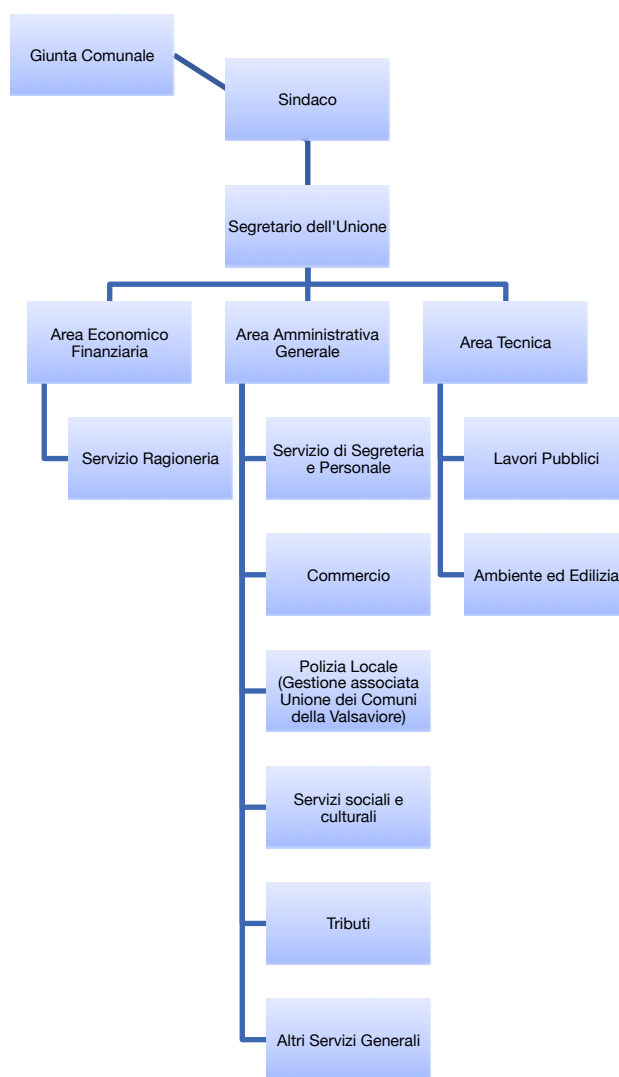 Giunta Comunale
Sindaco
Segretario dell'Unione
Area Economico
Finanziaria
Area Amministrativa
Generale
Area Tecnica
Servizio Ragioneria
Servizio di Segreteria
e Personale
Lavori Pubblici
Commercio
Ambiente ed Edilizia
Polizia Locale
(Gestione associata
Unione dei Comuni
della Valsaviore)
Servizi sociali e
culturali
Tributi
Altri Servizi Generali